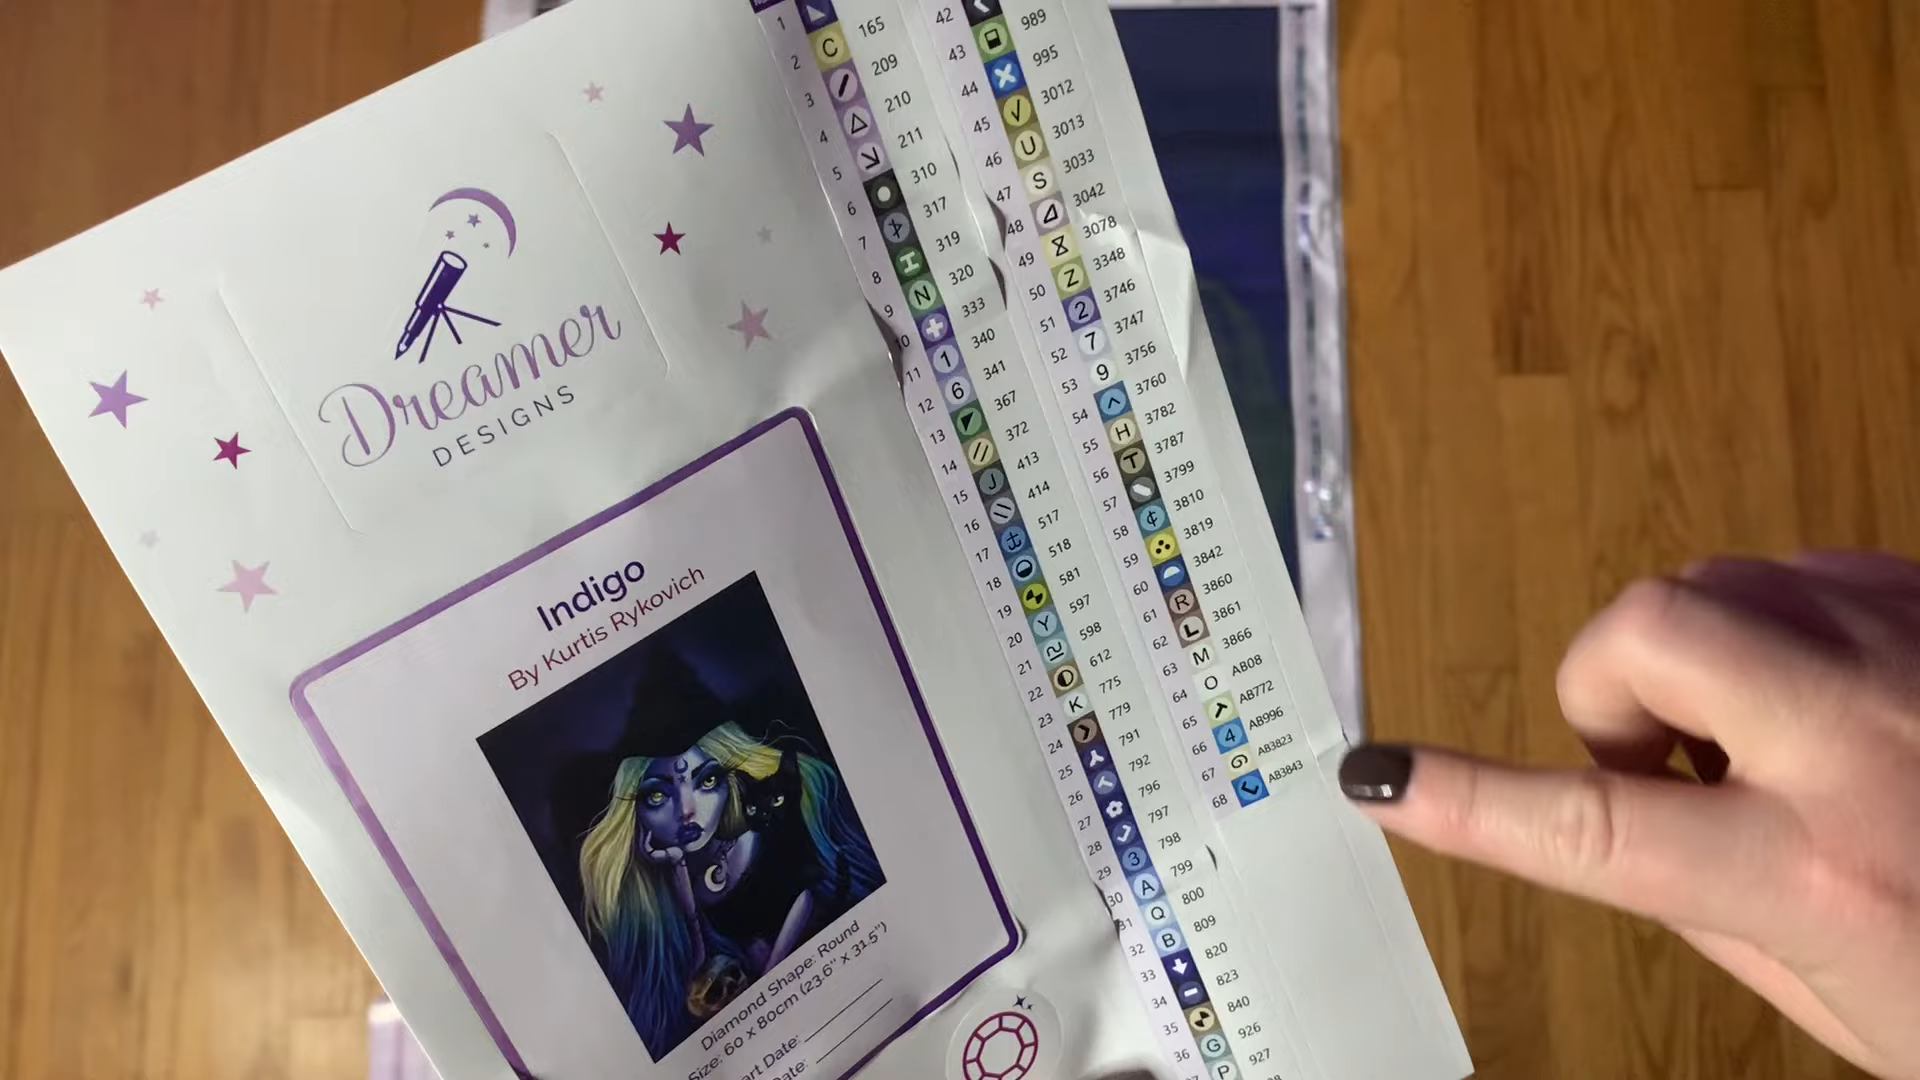 Dreamer
DESIGNS
Indigo
By Kurtis Rykovich
Diamond Shape: Round
Size: 60 x 80cm (23.6" x 31.5")
Date:
1 165
2 C 209
3 210
4 211
5 310
6 317
7 319
8 H 320
9 N 333
10 340
11 1 341
12 6 367
13 372
14 // 413
15 J 414
16 517
17 518
18 581
19 597
20 Y 598
21 612
22 775
23 K 779
24 791
25 792
26 796
27 797
28 798
29 3 799
30 A 800
31 Q 809
32 B 820
33 823
34 840
35 926
36 G 927
P
42 989
43 995
44 3012
45 √ 3013
46 U 3033
47 S 3042
48 3078
49 3348
50 Z 3746
51 2 3747
52 7 3756
53 9 3760
54 ^ 3782
55 H 3787
56 T 3799
57 3810
58 ¢ 3819
59 3842
60 3860
61 R 3861
62 L 3866
63 M AB08
64 O AB772
65 AB996
66 4 AB3823
67 AB3843
68